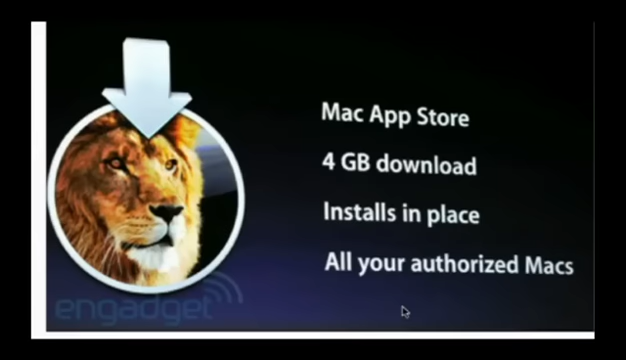 Mac App Store
4 GB download
Installs in place
All your authorized Macs
engadget